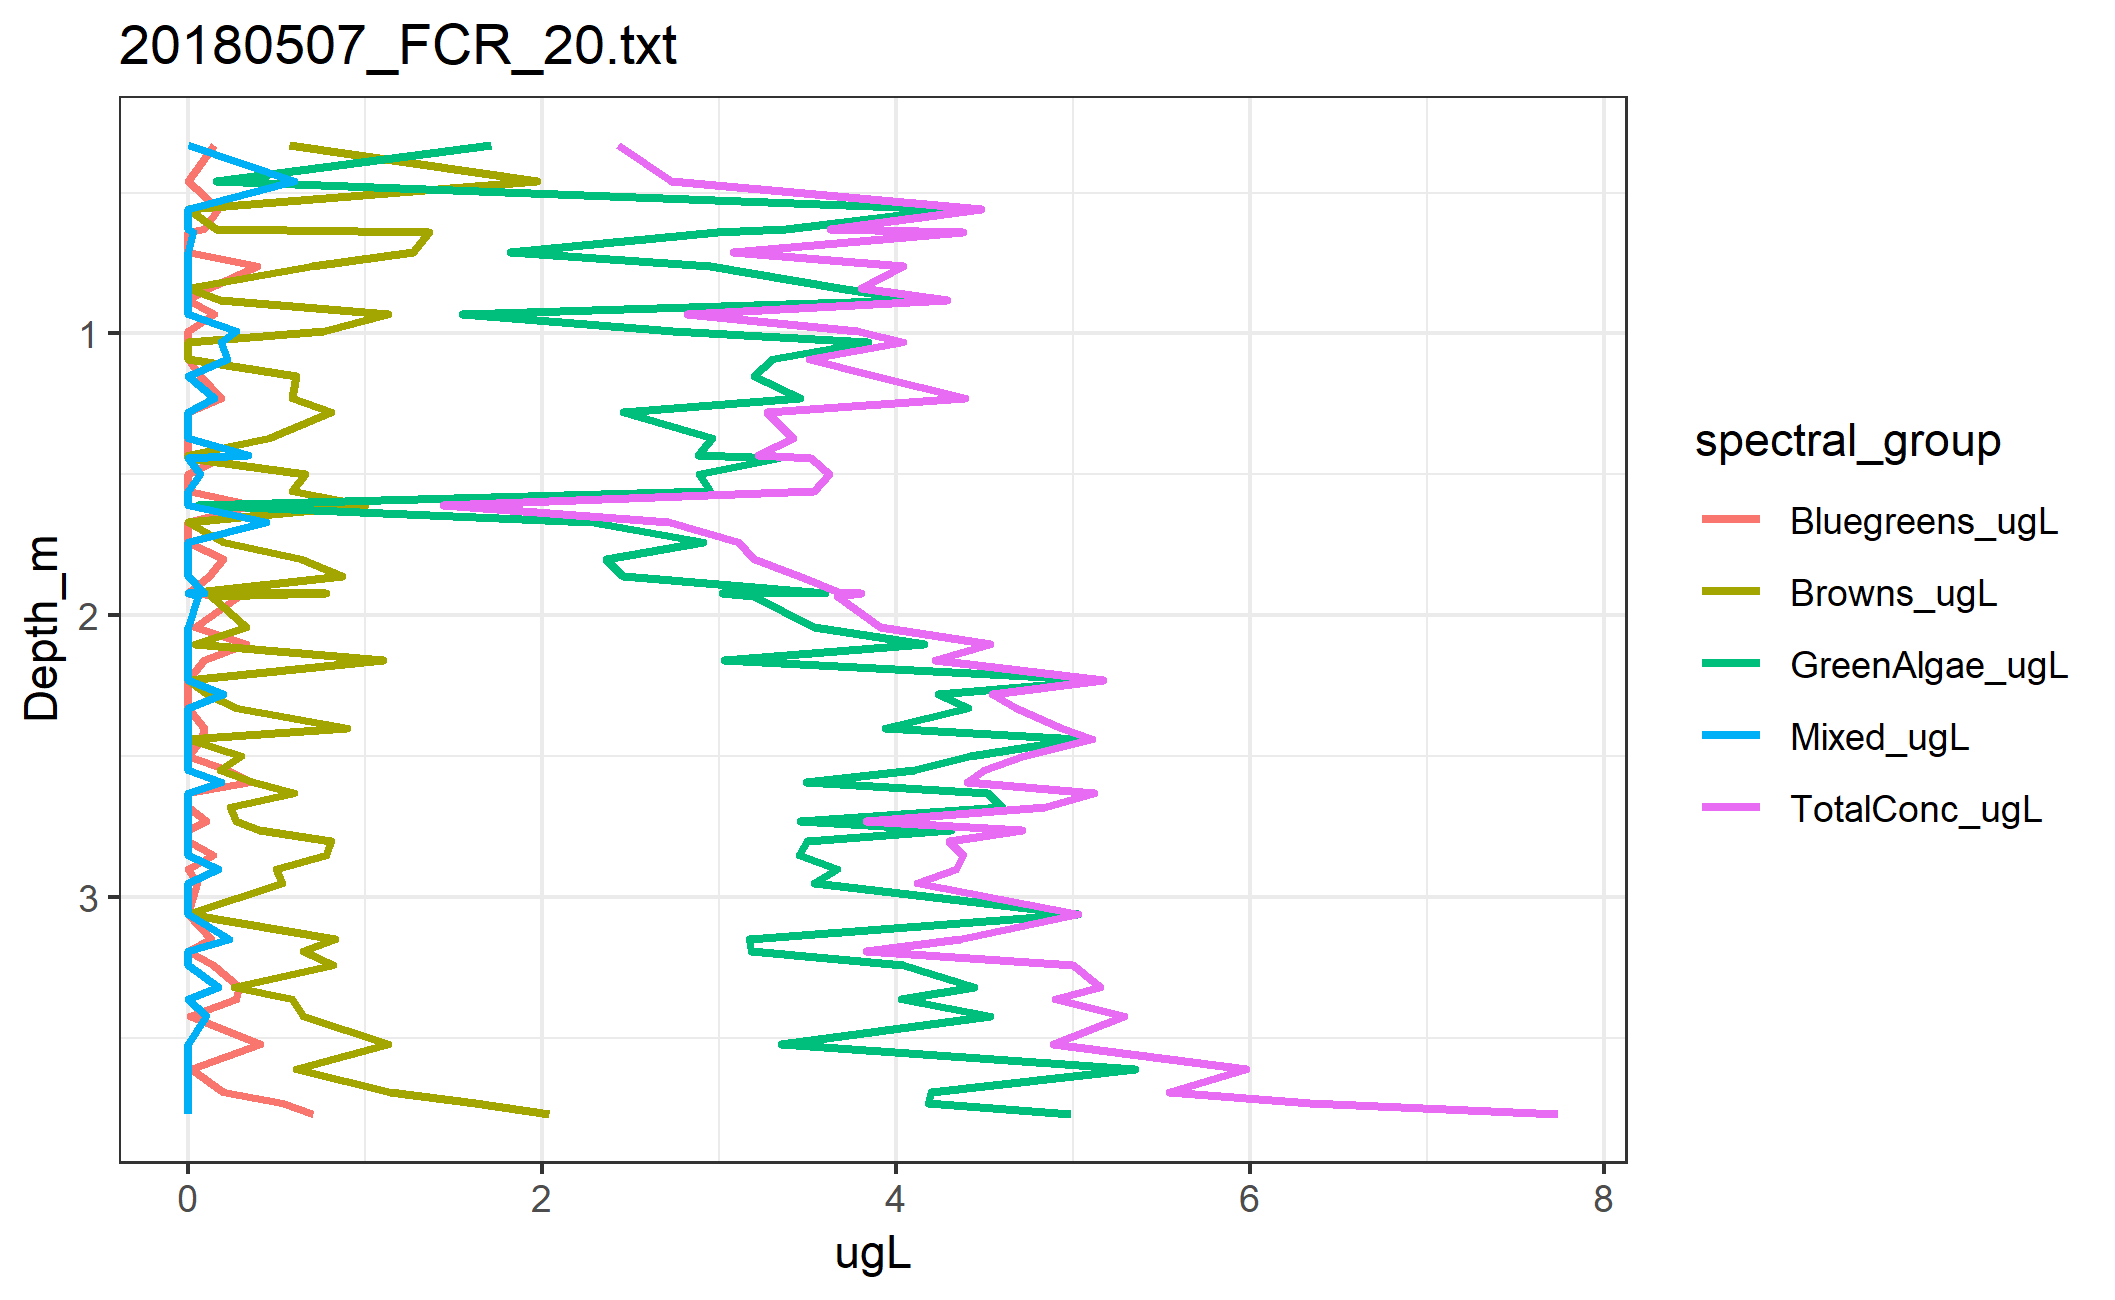 20180507_FCR_20.txt
Depth_m
1
2
3
0 2 4 6 8
ugL
spectral_group
Bluegreens_ugL
Browns_ugL
GreenAlgae_ugL
Mixed_ugL
TotalConc_ugL